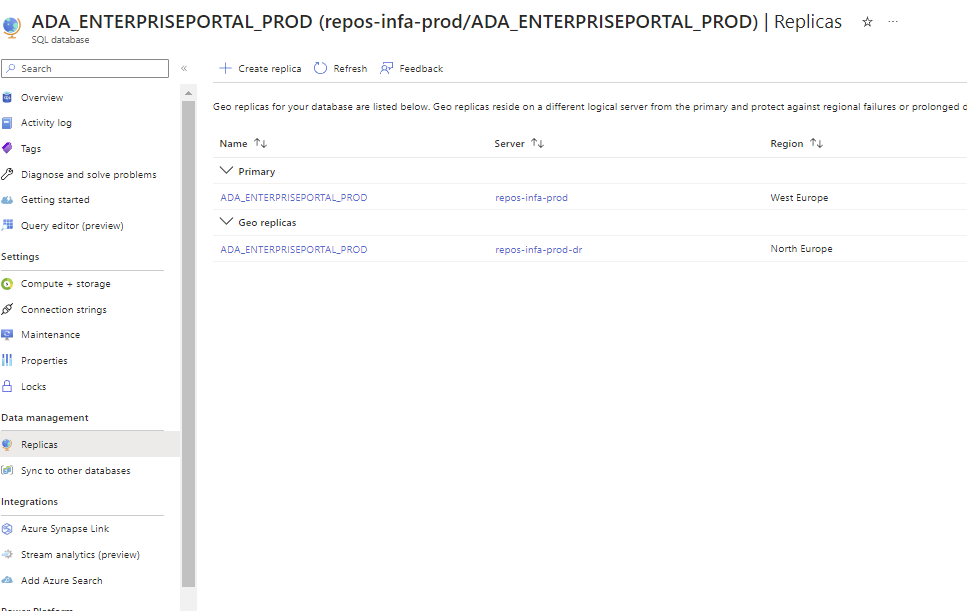 ADA_ENTERPRISEPORTAL_PROD (repos-infa-prod/ADA_ENTERPRISEPORTAL_PROD) | Replicas
SQL database
Search
Overview
Activity log
Tags
Diagnose and solve problems
Getting started
Query editor (preview)
Settings
Compute + storage
Connection strings
Maintenance
Properties
Locks
Data management
Replicas
Sync to other databases
Integrations
Azure Synapse Link
Stream analytics (preview)
Add Azure Search
Power Platform
Create replica Refresh Feedback
Geo replicas for your database are listed below. Geo replicas reside on a different logical server from the primary and protect against regional failures or prolonged
Name Server Region
Primary
ADA_ENTERPRISEPORTAL_PROD repos-infa-prod West Europe
Geo replicas
ADA_ENTERPRISEPORTAL_PROD repos-infa-prod-dr North Europe